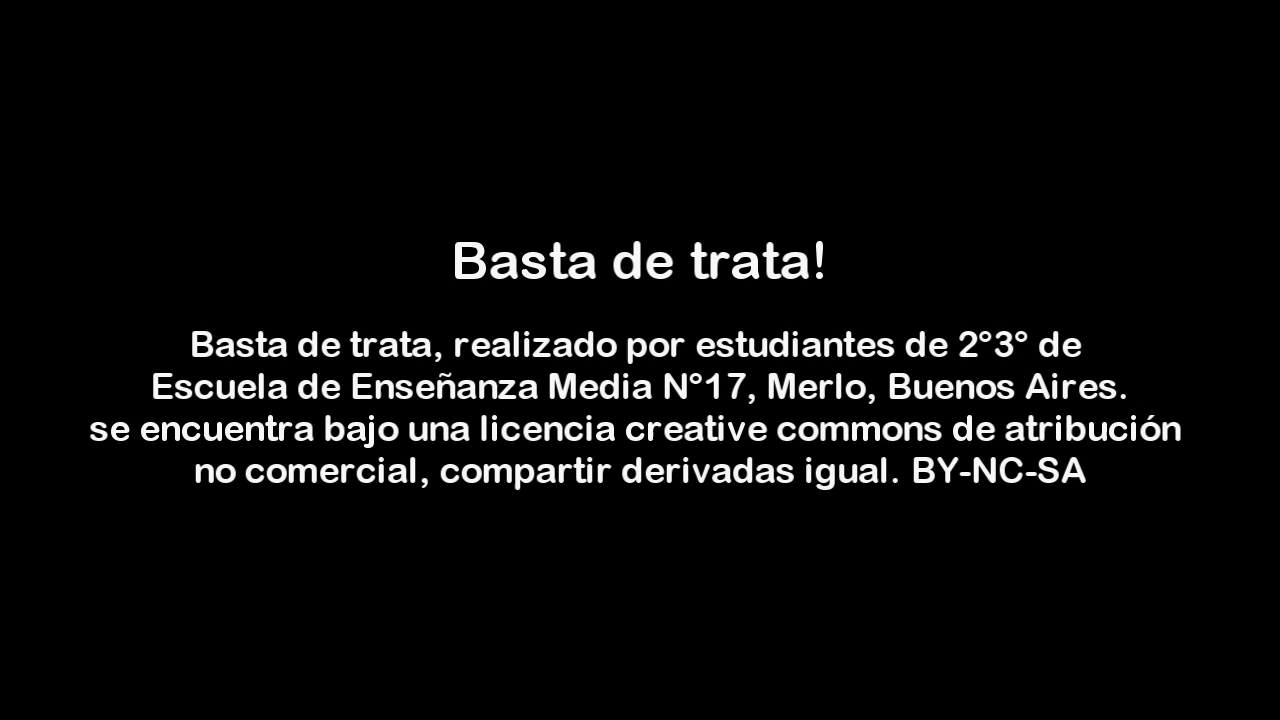 Basta de trata!
Basta de trata, realizado por estudiantes de 2°3° de
Escuela de Enseñanza Media N°17, Merlo, Buenos Aires.
se encuentra bajo una licencia creative commons de atribución
no comercial, compartir derivadas igual. BY-NC-SA